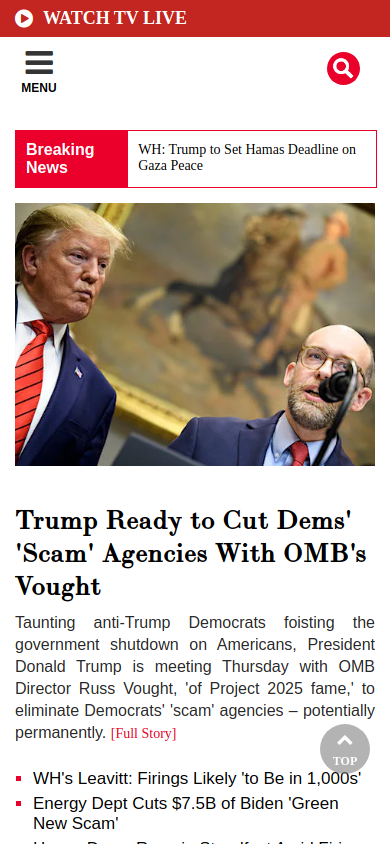 WATCH TV LIVE
MENU
Breaking
News
WH: Trump to Set Hamas Deadline on
Gaza Peace
Trump Ready to Cut Dems'
'Scam' Agencies With OMB's
Vought
Taunting anti-Trump Democrats foisting the
government shutdown on Americans, President
Donald Trump is meeting Thursday with OMB
Director Russ Vought, 'of Project 2025 fame,' to
eliminate Democrats' 'scam' agencies – potentially
permanently. [Full Story]
TOP
WH's Leavitt: Firings Likely 'to Be in 1,000s'
Energy Dept Cuts $7.5B of Biden 'Green
New Scam'